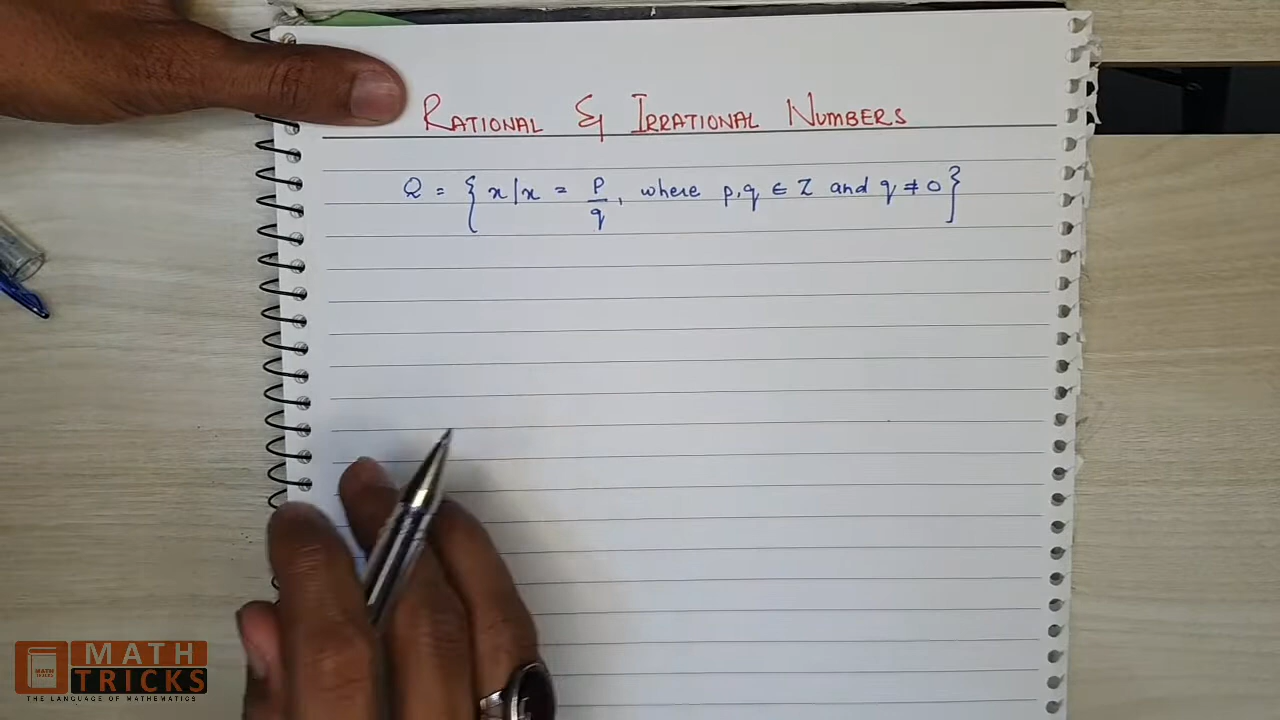 RATIONAL & IRRATIONAL NUMBERS
Q = { x|x = p/q, where p,q ∈ Z and q ≠ 0 }
MATH
TRICKS
THE LANGUAGE OF MATHEMATICS